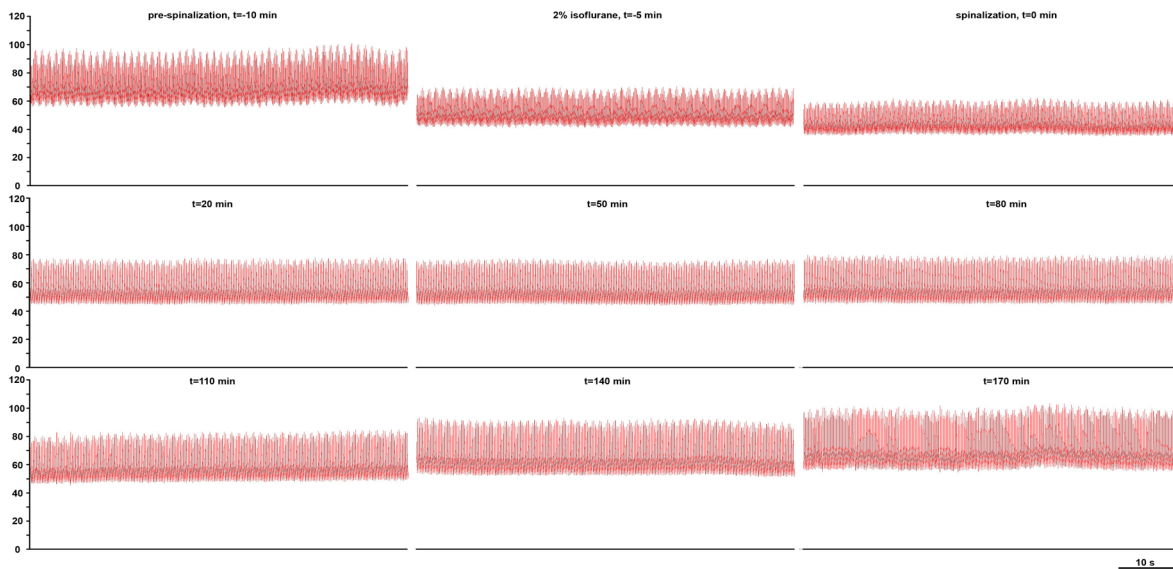 pre-spinalization, t=-10 min
2% isoflurane, t=-5 min
spinalization, t=0 min
120
100
80
60
40
20
0
t=20 min
t=50 min
t=80 min
120
100
80
60
40
20
0
t=110 min
t=140 min
t=170 min
120
100
80
60
40
20
0
10 s